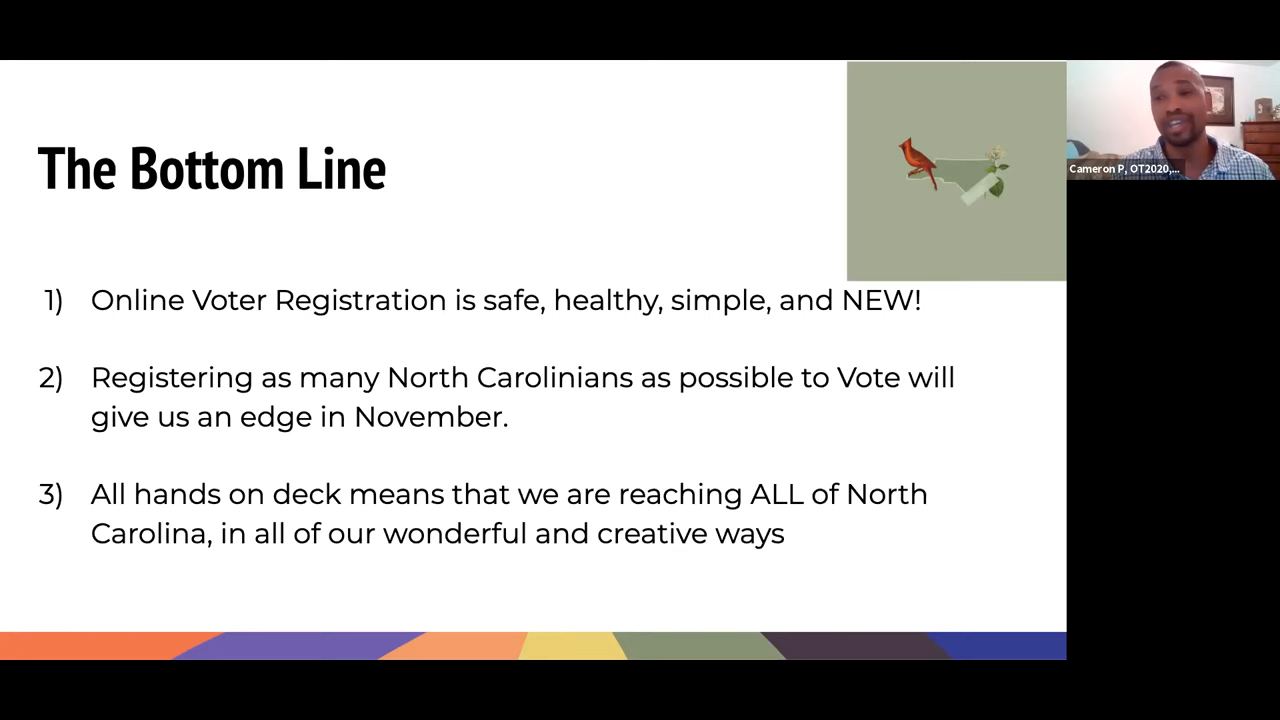 The Bottom Line
Cameron P, OT2020,...
1) Online Voter Registration is safe, healthy, simple, and NEW!
2) Registering as many North Carolinians as possible to Vote will
give us an edge in November.
3) All hands on deck means that we are reaching ALL of North
Carolina, in all of our wonderful and creative ways